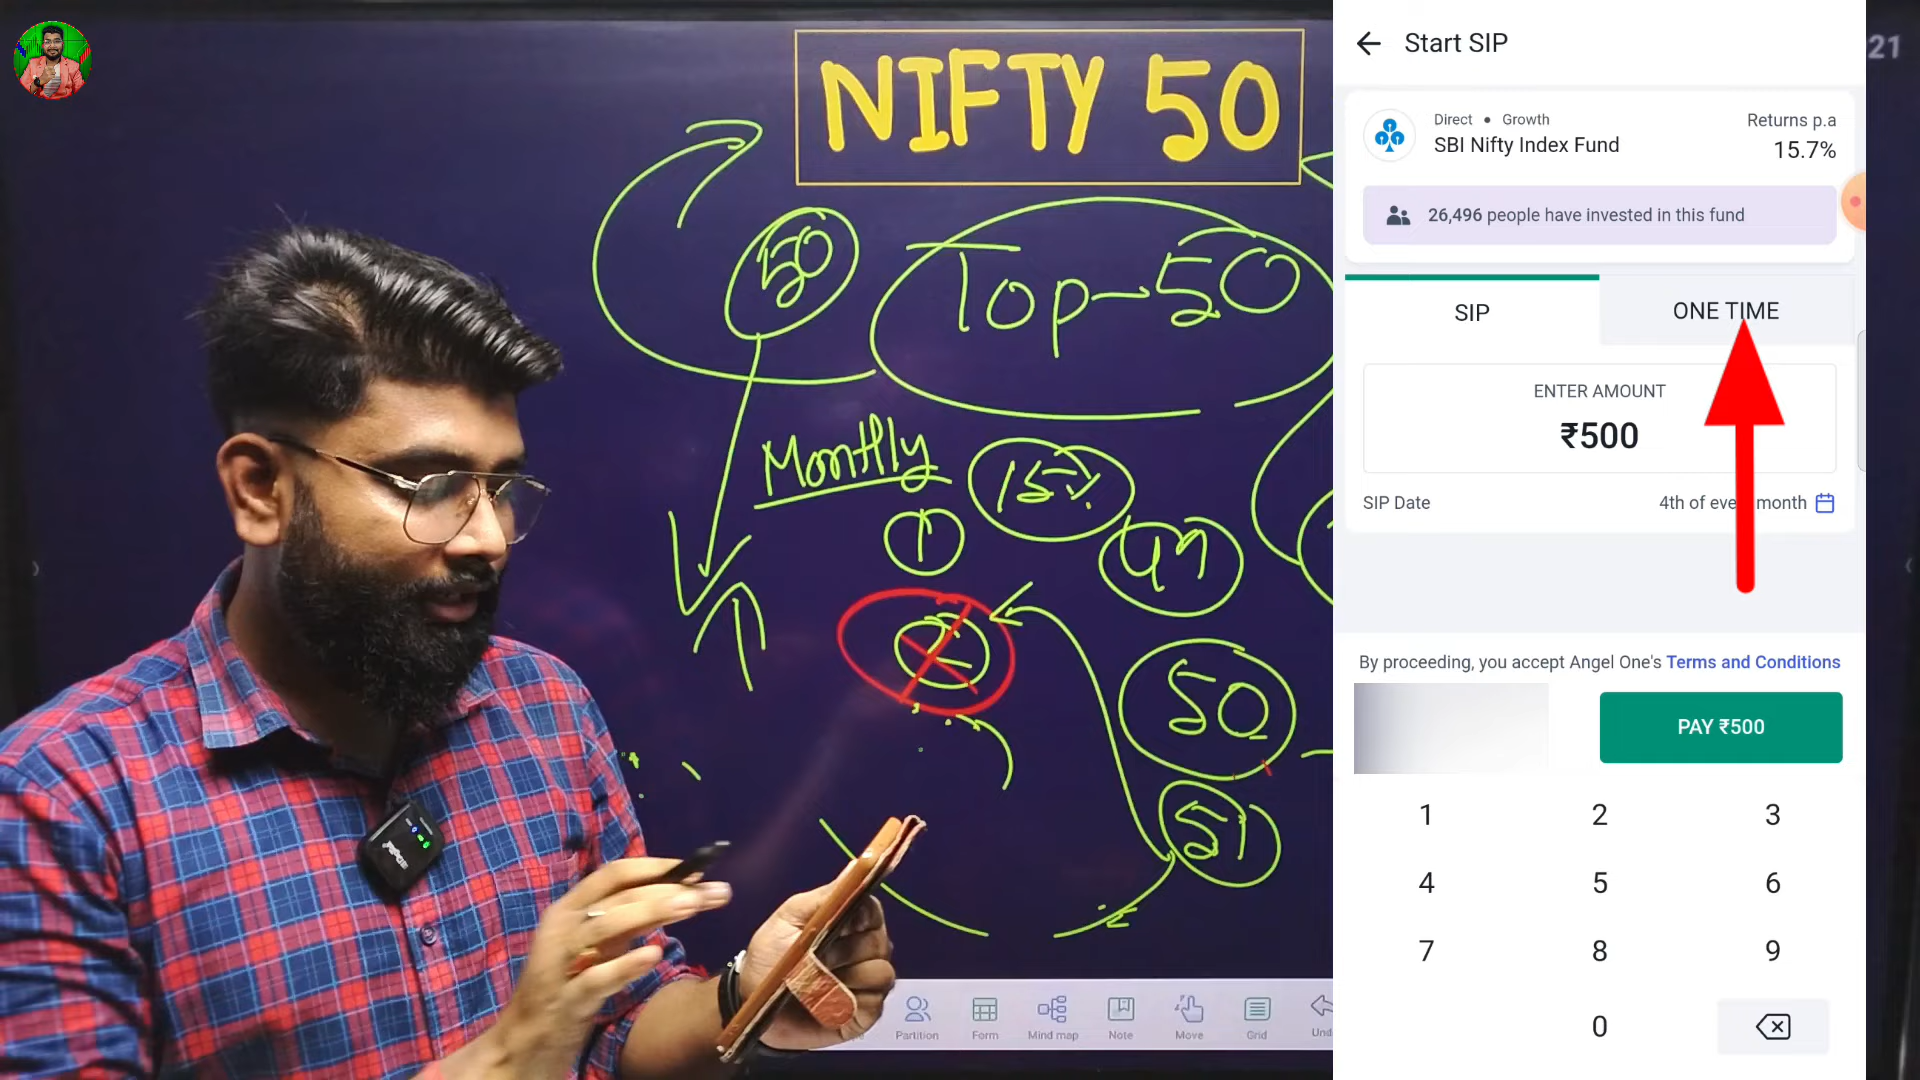 NIFTY 50
50
Top-50
Monthly
15%
1
2
50
51
Partition
Form
Mind map
Note
Move
Grid
Und
21
Start SIP
Direct • Growth
SBI Nifty Index Fund
Returns p.a
15.7%
26,496 people have invested in this fund
SIP
ONE TIME
ENTER AMOUNT
₹500
SIP Date
4th of eve month
By proceeding, you accept Angel One's Terms and Conditions
PAY ₹500
1 2 3
4 5 6
7 8 9
0